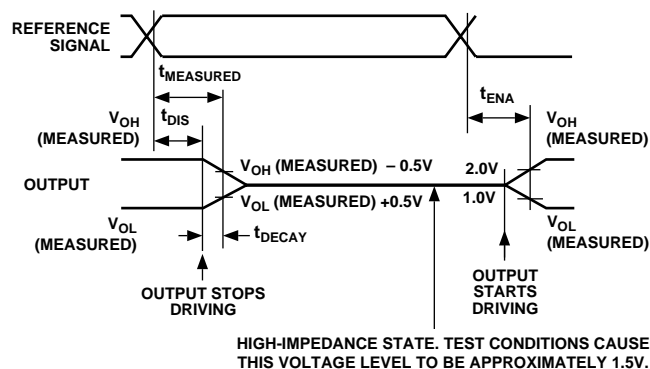 REFERENCE
SIGNAL
tMEASURED
tENA
VOH
(MEASURED)
tDIS
VOH
(MEASURED)
VOH (MEASURED) – 0.5V
2.0V
OUTPUT
VOL (MEASURED) +0.5V
1.0V
VOL
(MEASURED)
tDECAY
VOL
(MEASURED)
OUTPUT STOPS
DRIVING
OUTPUT
STARTS
DRIVING
HIGH-IMPEDANCE STATE. TEST CONDITIONS CAUSE
THIS VOLTAGE LEVEL TO BE APPROXIMATELY 1.5V.